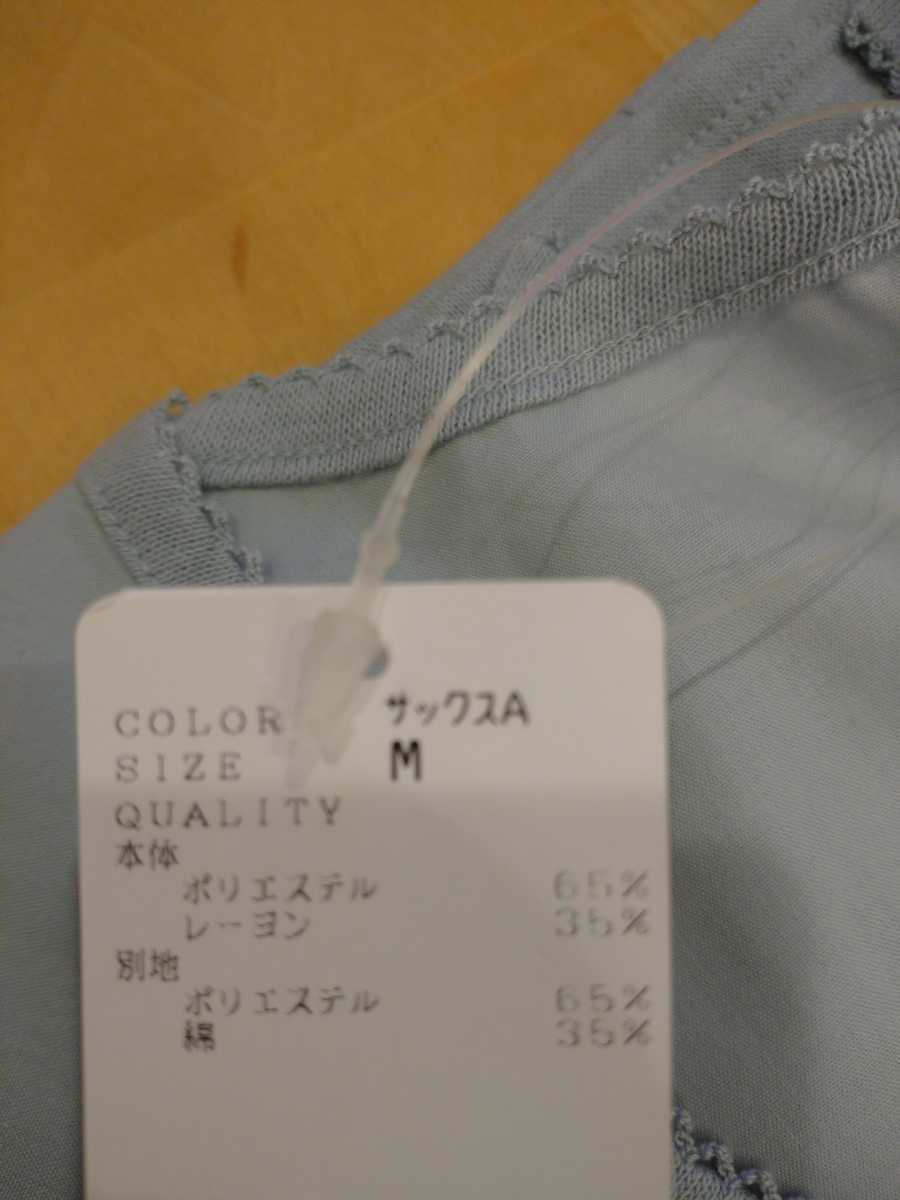 COLOR サックスA
SIZE M
QUALITY
本体
ポリエステル 65%
レーヨン 35%
別地
ポリエステル 65%
綿 35%